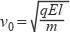 v₀ = √(qEl/m)